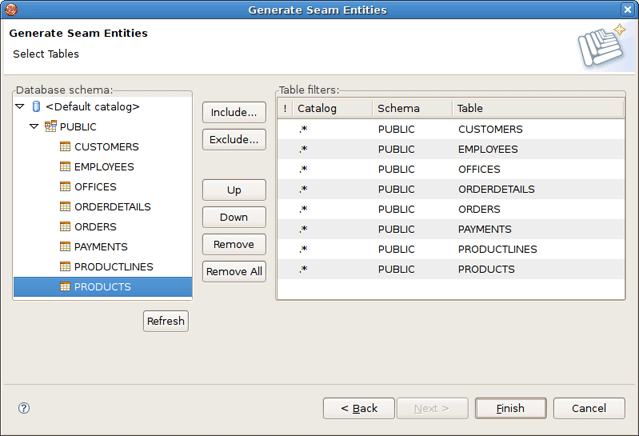 Generate Seam Entities
Generate Seam Entities
Select Tables
Database schema:
<Default catalog>
PUBLIC
CUSTOMERS
EMPLOYEES
OFFICES
ORDERDETAILS
ORDERS
PAYMENTS
PRODUCTLINES
PRODUCTS
Refresh
Include...
Exclude...
Up
Down
Remove
Remove All
Table filters:
! Catalog Schema Table
.* PUBLIC CUSTOMERS
.* PUBLIC EMPLOYEES
.* PUBLIC OFFICES
.* PUBLIC ORDERDETAILS
.* PUBLIC ORDERS
.* PUBLIC PAYMENTS
.* PUBLIC PRODUCTLINES
.* PUBLIC PRODUCTS
? < Back Next > Finish Cancel